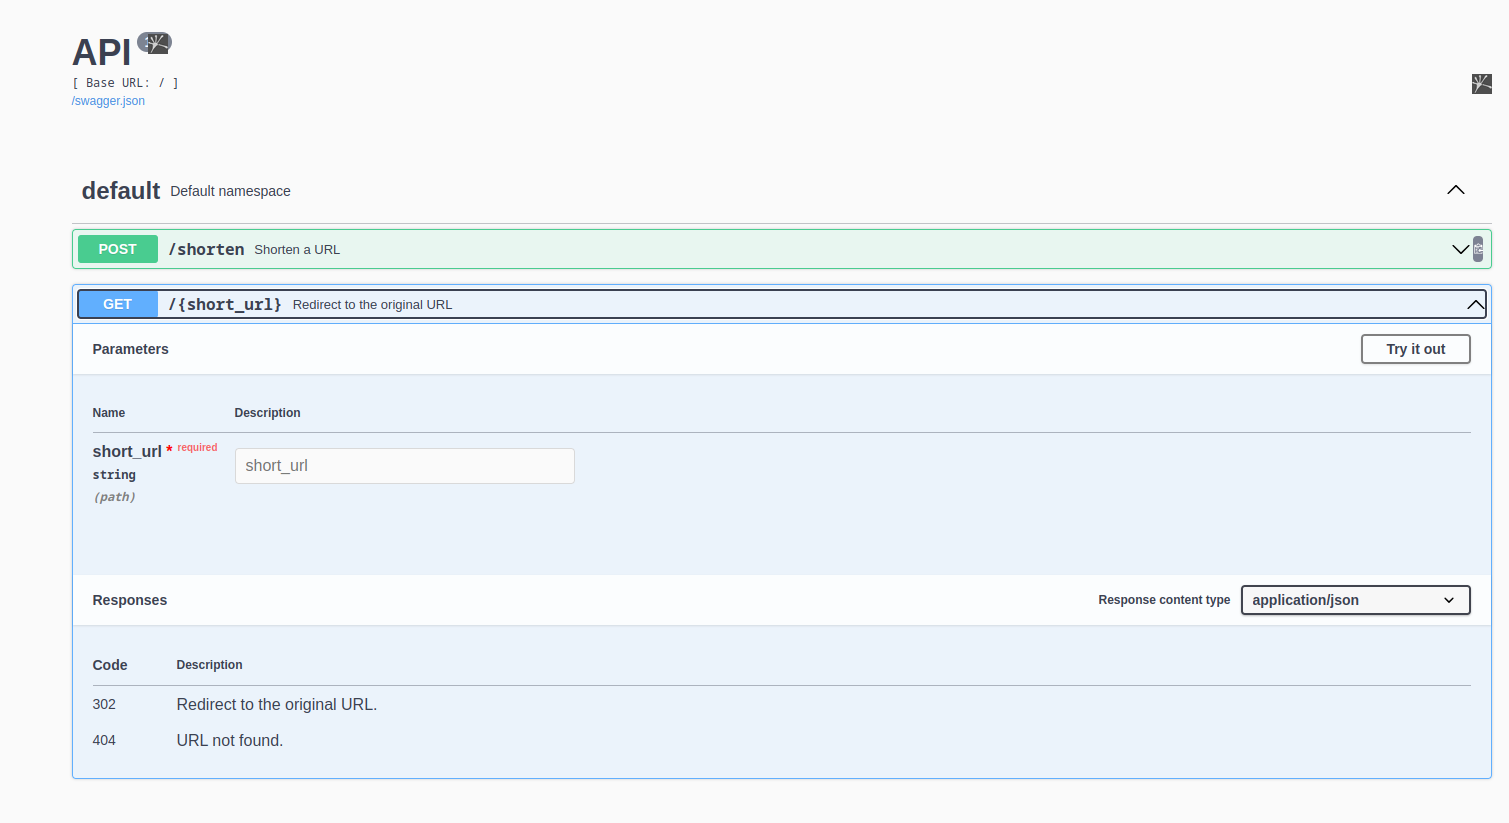 API
[ Base URL: / ]
/swagger.json
default Default namespace
POST /shorten Shorten a URL
GET /{short_url} Redirect to the original URL
Parameters Try it out
Name Description
short_url * required
string
(path)
short_url
Responses Response content type application/json
Code Description
302 Redirect to the original URL.
404 URL not found.